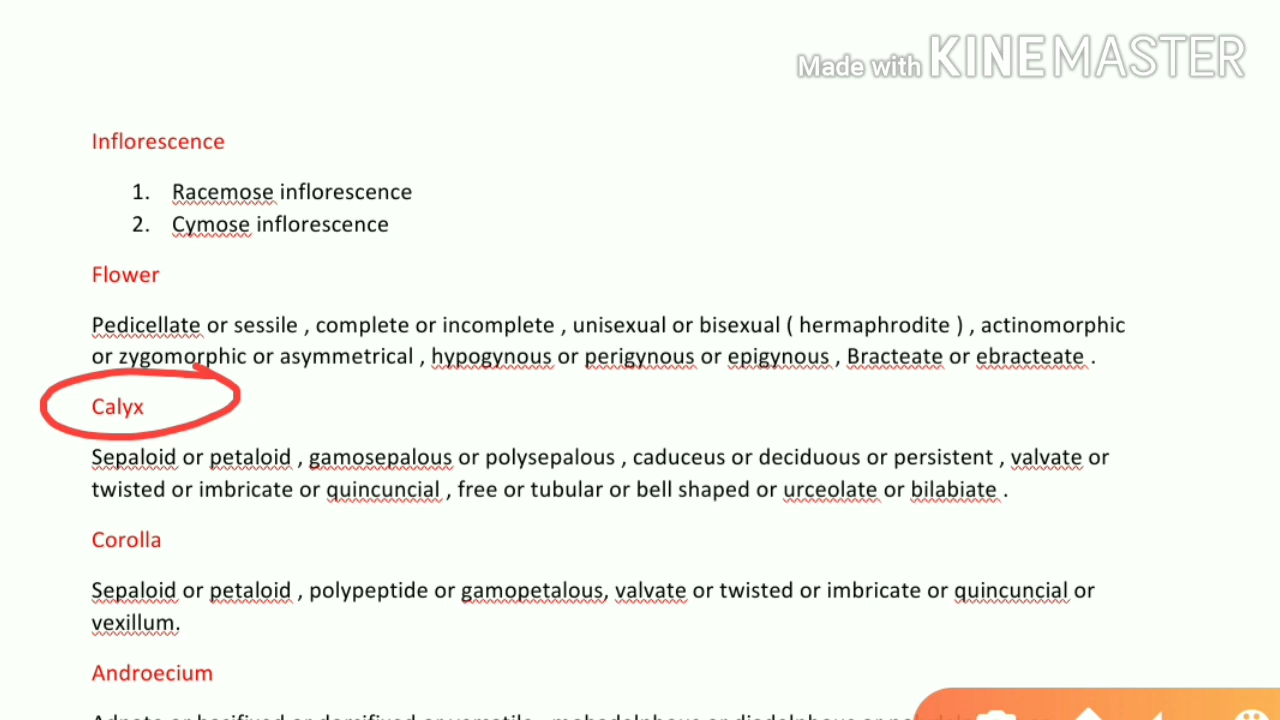 Made with KINEMASTER
Inflorescence
1. Racemose inflorescence
2. Cymose inflorescence
Flower
Pedicellate or sessile , complete or incomplete , unisexual or bisexual ( hermaphrodite ) , actinomorphic
or zygomorphic or asymmetrical , hypogynous or perigynous or epigynous , Bracteate or ebracteate .
Calyx
Sepaloid or petaloid , gamosepalous or polysepalous , caduceus or deciduous or persistent , valvate or
twisted or imbricate or quincuncial , free or tubular or bell shaped or urceolate or bilabiate .
Corolla
Sepaloid or petaloid , polypeptide or gamopetalous, valvate or twisted or imbricate or quincuncial or
vexillum.
Androecium